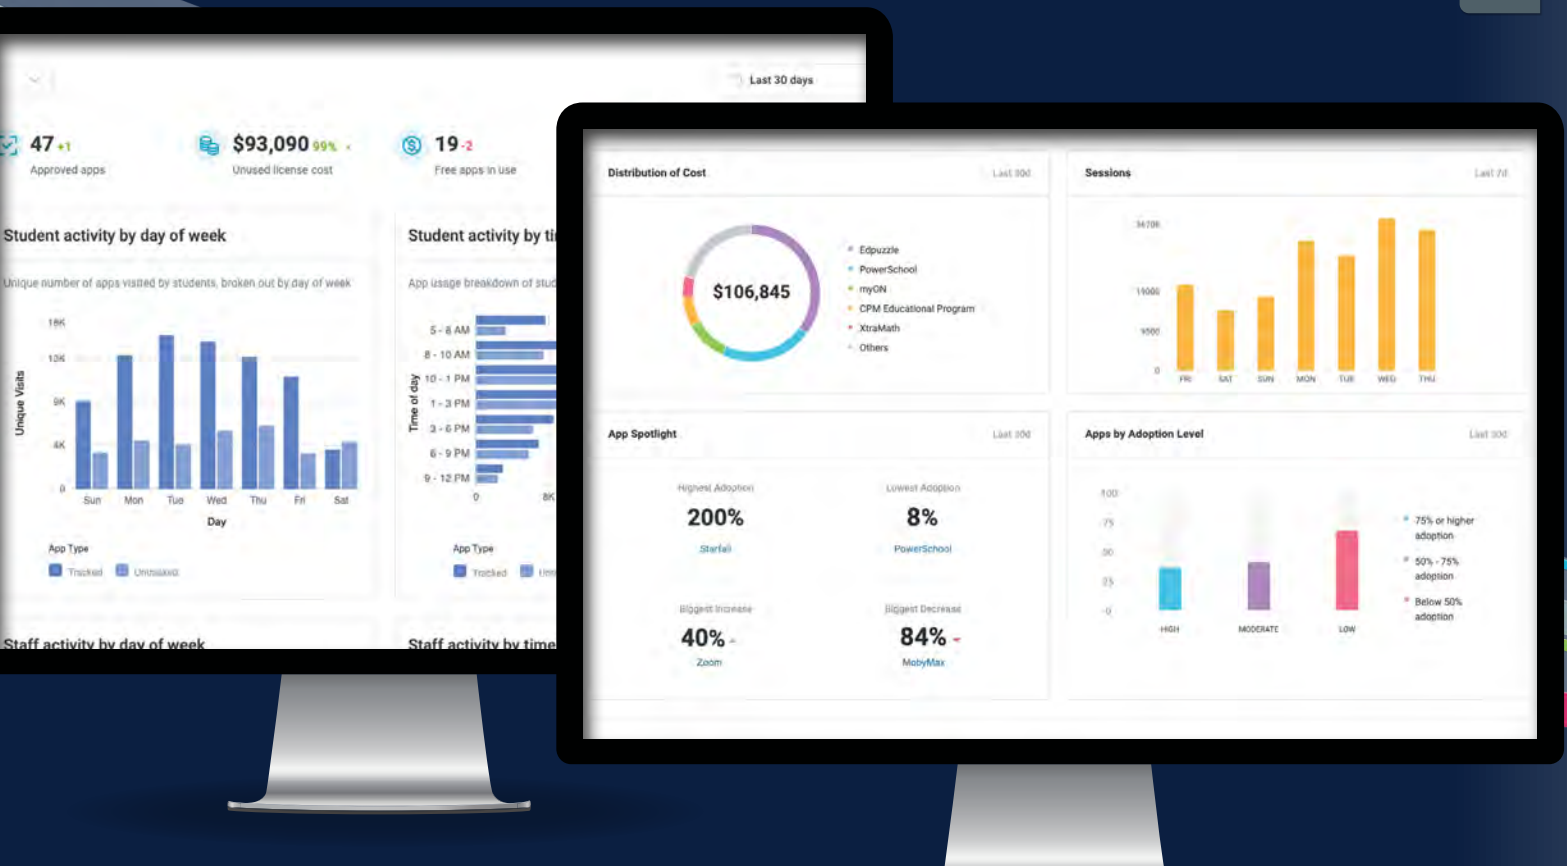 Last 30 days
47 +1
Approved apps
$93,090 99%
Unused license cost
19 -2
Free apps in use
Student activity by day of week
Unique number of apps visited by students, broken out by day of week
Unique Visits
18K
12K
9K
4K
0
Sun Mon Tue Wed Thu Fri Sat
Day
App Type
Tracked Untracked
Student activity by ti
App usage breakdown of stud
Time of day
5 - 8 AM
8 - 10 AM
10 - 1 PM
1 - 3 PM
3 - 6 PM
6 - 9 PM
9 - 12 PM
0 8K
App Type
Tracked
Staff activity by day of week
Staff activity by time
Distribution of Cost
Last 30d
$106,845
Edpuzzle
PowerSchool
myON
CPM Educational Program
XtraMath
Others
Sessions
Last 7d
0
FRI SAT SUN MON TUE WED THU
App Spotlight
Last 30d
Highest Adoption
200%
Starfall
Lowest Adoption
8%
PowerSchool
Biggest Increase
40%
Zoom
Biggest Decrease
84%
MobyMax
Apps by Adoption Level
Last 30d
100
75
50
25
0
HIGH MODERATE LOW
75% or higher
adoption
50% - 75%
adoption
Below 50%
adoption